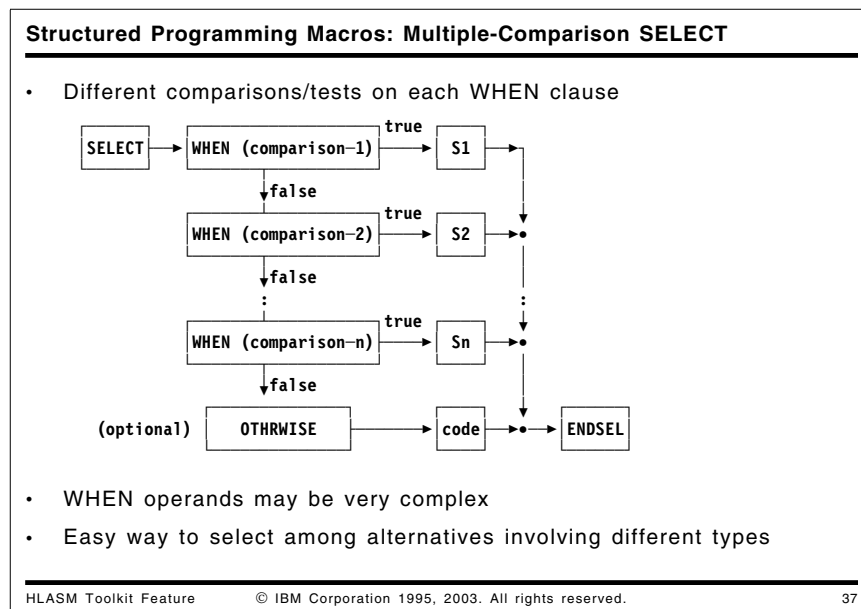 Structured Programming Macros: Multiple-Comparison SELECT
• Different comparisons/tests on each WHEN clause
SELECT WHEN (comparison−1) true S1
false
WHEN (comparison−2) true S2
false
: :
WHEN (comparison−n) true Sn
false
(optional) OTHRWISE code ENDSEL
• WHEN operands may be very complex
• Easy way to select among alternatives involving different types
HLASM Toolkit Feature © IBM Corporation 1995, 2003. All rights reserved. 37